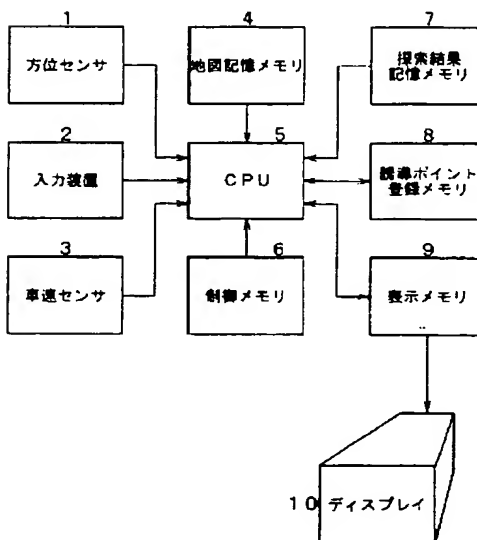 1
方位センサ
4
地図記憶メモリ
7
探索結果
記憶メモリ
2
入力装置
5
CPU
8
誘導ポイント
登録メモリ
3
車速センサ
6
制御メモリ
9
表示メモリ
10 ディスプレイ